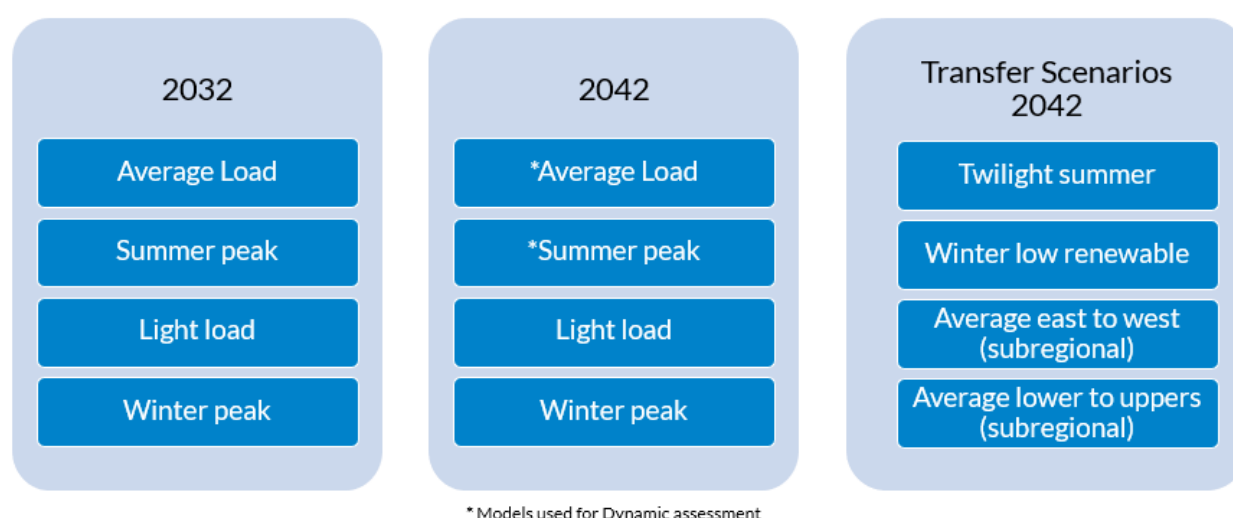 2032
Average Load
Summer peak
Light load
Winter peak
2042
*Average Load
*Summer peak
Light load
Winter peak
Transfer Scenarios
2042
Twilight summer
Winter low renewable
Average east to west
(subregional)
Average lower to uppers
(subregional)
* Models used for Dynamic assessment